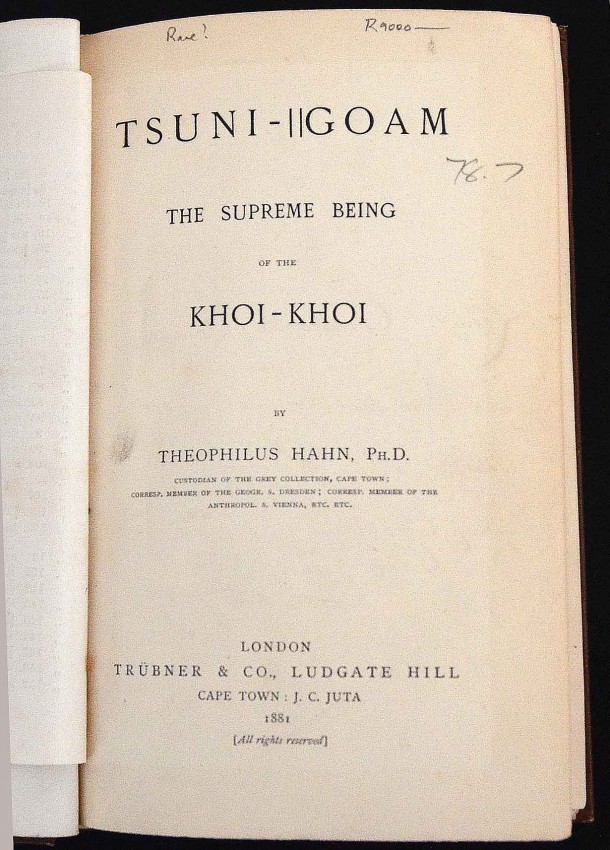 Rare? R9000—
TSUNI-||GOAM
78.7
THE SUPREME BEING
OF THE
KHOI-KHOI
BY
THEOPHILUS HAHN, Ph.D.
CUSTODIAN OF THE GREY COLLECTION, CAPE TOWN;
CORRESP. MEMBER OF THE GEOGR. S. DRESDEN; CORRESP. MEMBER OF THE
ANTHROPOL. S. VIENNA, ETC. ETC.
LONDON
TRÜBNER & CO., LUDGATE HILL
CAPE TOWN: J. C. JUTA
1881
[All rights reserved]